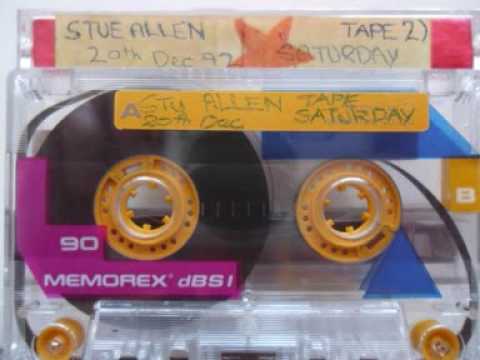 STUE ALLEN TAPE 2)
20th Dec 92 SATURDAY
A STU ALLEN TAPE
20th Dec SATURDAY
B
90
MEMOREX dBS I